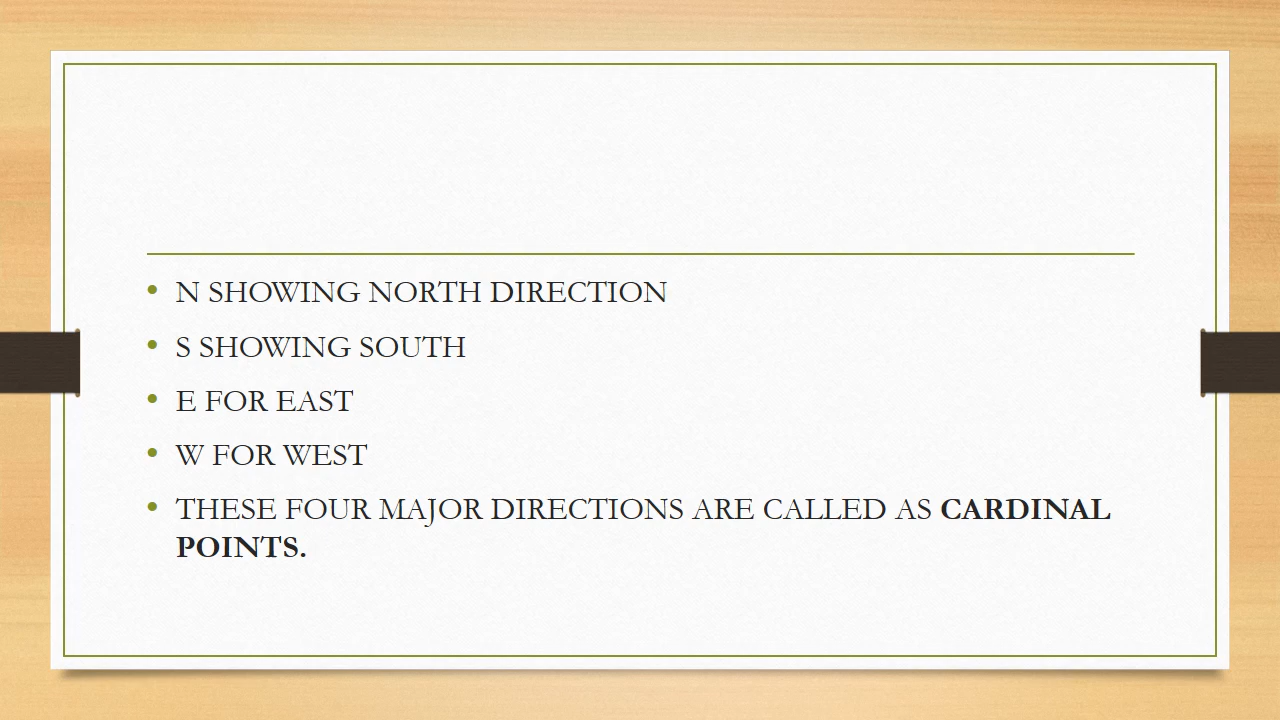 • N SHOWING NORTH DIRECTION
• S SHOWING SOUTH
• E FOR EAST
• W FOR WEST
• THESE FOUR MAJOR DIRECTIONS ARE CALLED AS CARDINAL
POINTS.